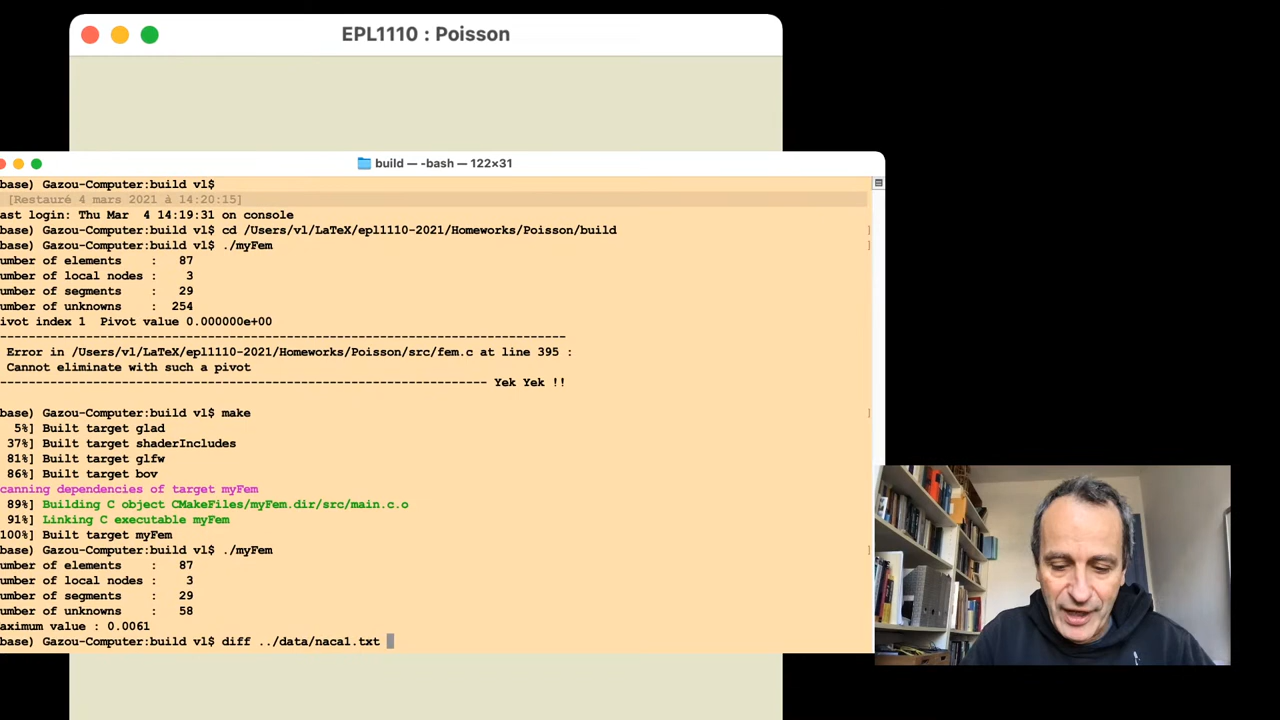 EPL1110 : Poisson
build — -bash — 122×31
base) Gazou-Computer:build vl$
[Restauré 4 mars 2021 à 14:20:15]
ast login: Thu Mar  4 14:19:31 on console
base) Gazou-Computer:build vl$ cd /Users/vl/LaTeX/epl1110-2021/Homeworks/Poisson/build
base) Gazou-Computer:build vl$ ./myFem
umber of elements    :   87
umber of local nodes :    3
umber of segments    :   29
umber of unknowns    :  254
ivot index 1  Pivot value 0.000000e+00
--------------------------------------------------------------------------------
Error in /Users/vl/LaTeX/epl1110-2021/Homeworks/Poisson/src/fem.c at line 395 :
Cannot eliminate with such a pivot
--------------------------------------------------------------------- Yek Yek !!
base) Gazou-Computer:build vl$ make
5%] Built target glad
37%] Built target shaderIncludes
81%] Built target glfw
86%] Built target bov
canning dependencies of target myFem
89%] Building C object CMakeFiles/myFem.dir/src/main.c.o
91%] Linking C executable myFem
100%] Built target myFem
base) Gazou-Computer:build vl$ ./myFem
umber of elements    :   87
umber of local nodes :    3
umber of segments    :   29
umber of unknowns    :   58
aximum value : 0.0061
base) Gazou-Computer:build vl$ diff ../data/naca1.txt